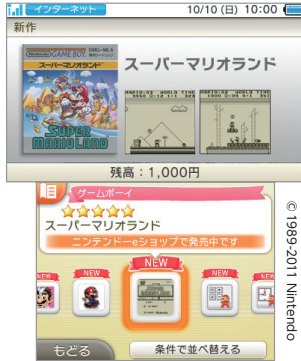 インターネット 10/10 (日) 10:00
新作
Nintendo GAME BOY DMG-MLA
スーパーマリオランド
SUPER
MARIOLAND
スーパーマリオランド
残高：1,000円
ゲームボーイ
スーパーマリオランド
ニンテンドーeショップで発売中です
NEW NEW NEW NEW NEW
もどる 条件で並べ替える
© 1989-2011 Nintendo